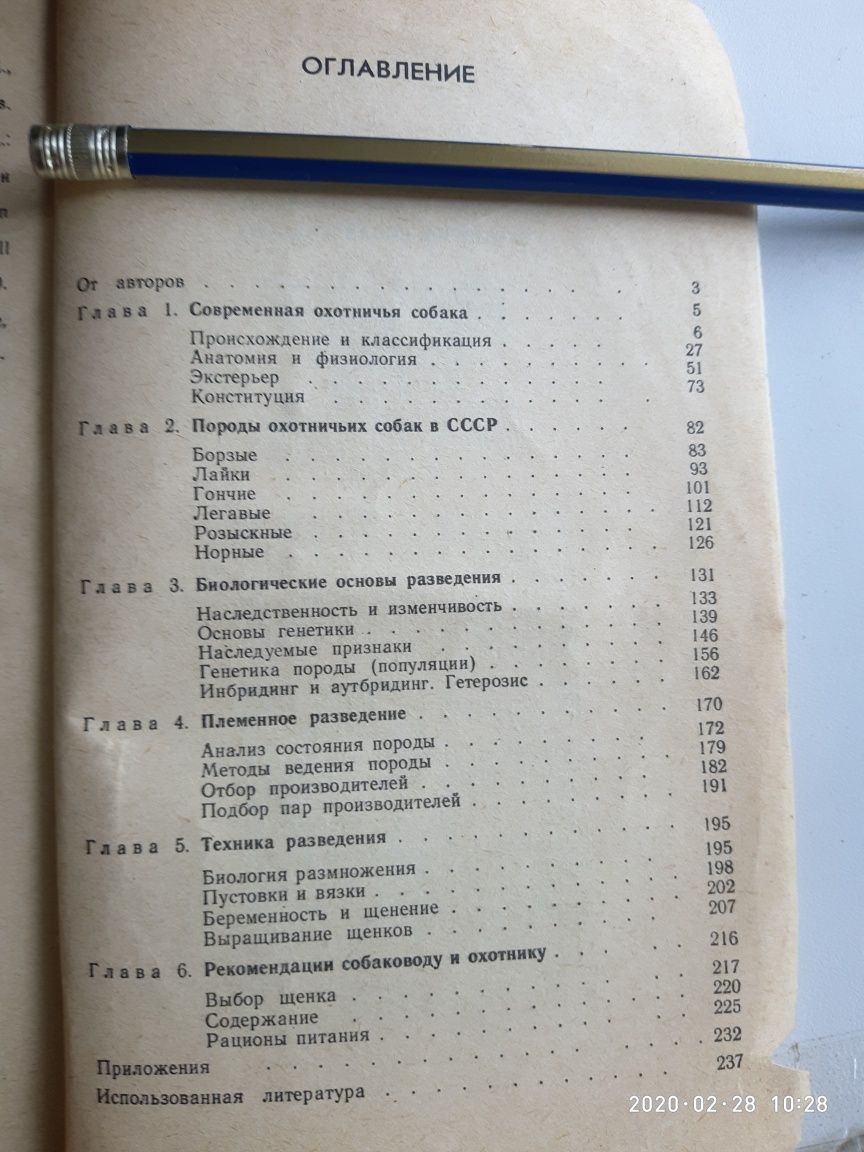 ОГЛАВЛЕНИЕ
От авторов . . . . . . . . . . . . . . . . . 3
Глава 1. Современная охотничья собака . . . . . . 5
Происхождение и классификация . . . . . 6
Анатомия и физиология . . . . . . . . . 27
Экстерьер . . . . . . . . . . . 51
Конституция . . . . . . . . . . . . 73
Глава 2. Породы охотничьих собак в СССР . . . . . . 82
Борзые . . . . . . . . . . . . . 83
Лайки . . . . . . . . . . . . . 93
Гончие . . . . . . . . . . . . . 101
Легавые . . . . . . . . . . . . . 112
Розыскные . . . . . . . . . . . . 121
Норные . . . . . . . . . . . . . 126
Глава 3. Биологические основы разведения . . . . . . 131
Наследственность и изменчивость . . . . . . 133
Основы генетики . . . . . . . . . . . 139
Наследуемые признаки . . . . . . . . . 146
Генетика породы (популяции) . . . . . . . 156
Инбридинг и аутбридинг. Гетерозис . . . . . 162
Глава 4. Племенное разведение . . . . . . . . . . 170
Анализ состояния породы . . . . . . . . 172
Методы ведения породы . . . . . . . . . 179
Отбор производителей . . . . . . . . . 182
Подбор пар производителей . . . . . . . . 191
Глава 5. Техника разведения . . . . . . . . . . . 195
Биология размножения . . . . . . . . . 195
Пустовки и вязки . . . . . . . . . . . 198
Беременность и щенение . . . . . . . . . 202
Выращивание щенков . . . . . . . . . . 207
Глава 6. Рекомендации собаководу и охотнику . . . . . 216
Выбор щенка . . . . . . . . . . . . 217
Содержание . . . . . . . . . . . . 220
Рационы питания . . . . . . . . . . . 225
Приложения . . . . . . . . . . . . . . . . 232
Использованная литература . . . . . . . . . . . 237
2020·02·28 10:28